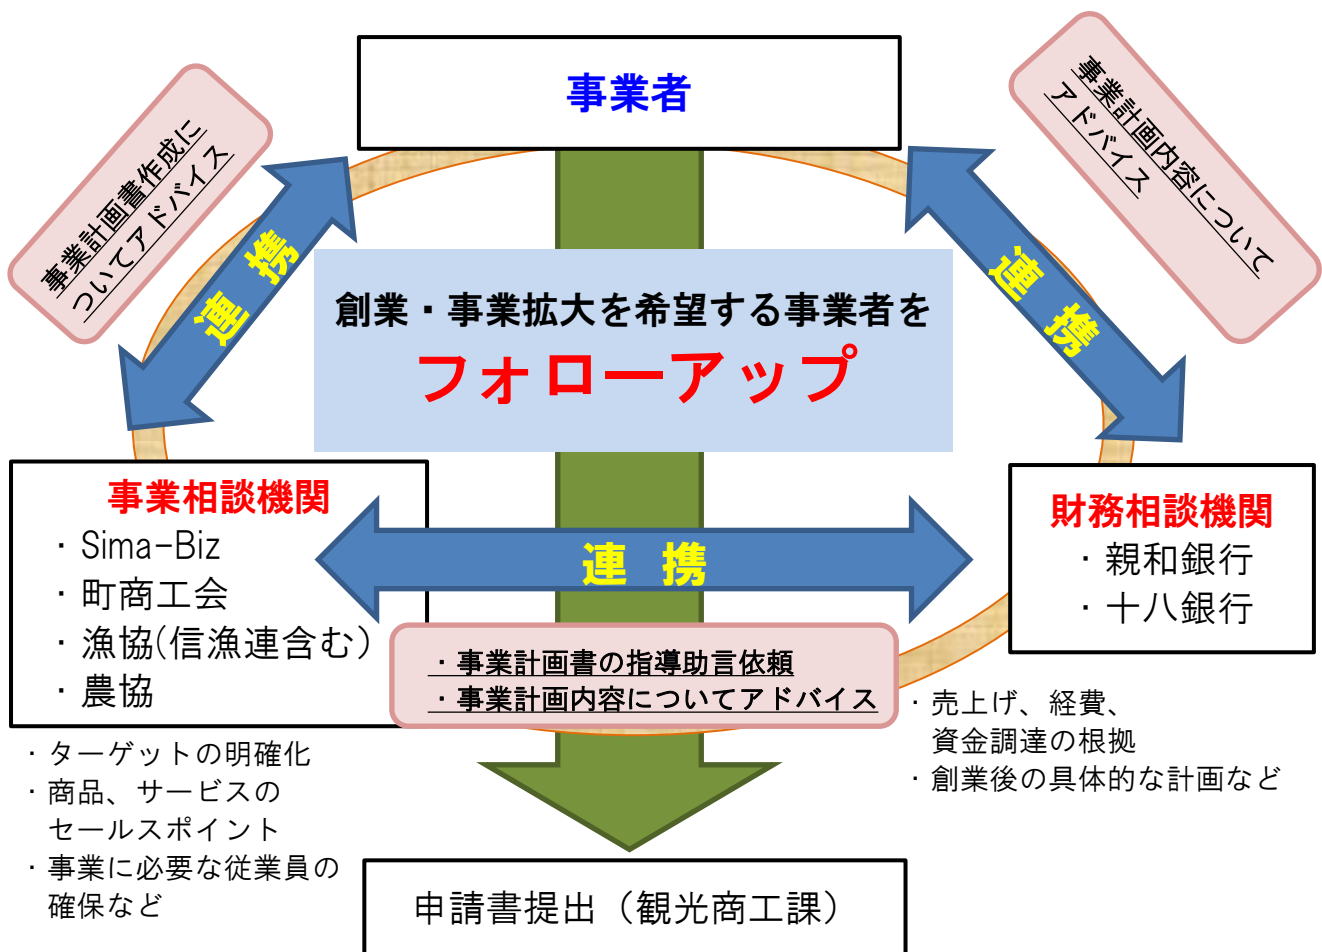 事業者
事業計画書作成に
ついてアドバイス
事業計画内容について
アドバイス
連 携
連 携
創業・事業拡大を希望する事業者を
フォローアップ
事業相談機関
・Sima-Biz
・町商工会
・漁協(信漁連含む)
・農協
連 携
財務相談機関
・親和銀行
・十八銀行
・事業計画書の指導助言依頼
・事業計画内容についてアドバイス
・ターゲットの明確化
・商品、サービスの
セールスポイント
・事業に必要な従業員の
確保など
・売上げ、経費、
資金調達の根拠
・創業後の具体的な計画など
申請書提出（観光商工課）